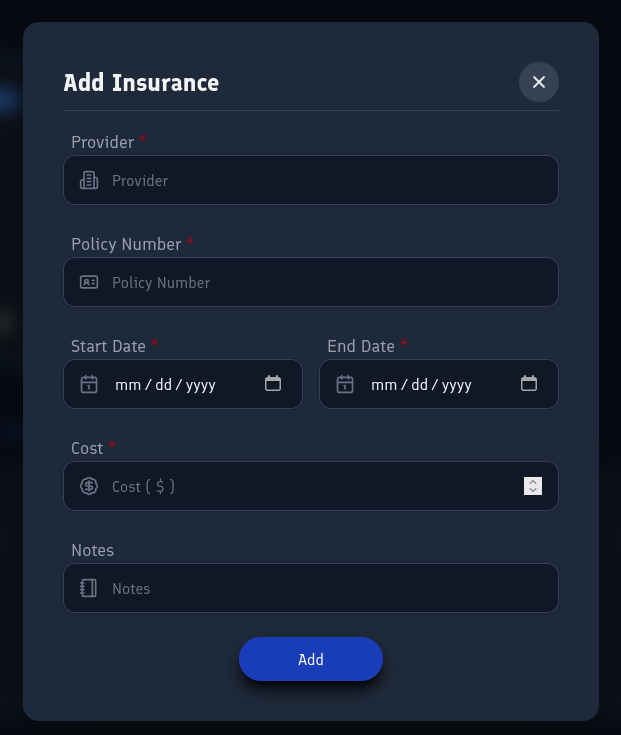 Add Insurance
Provider *
Provider
Policy Number *
Policy Number
Start Date * End Date *
mm / dd / yyyy mm / dd / yyyy
Cost *
Cost ( $ )
Notes
Notes
Add